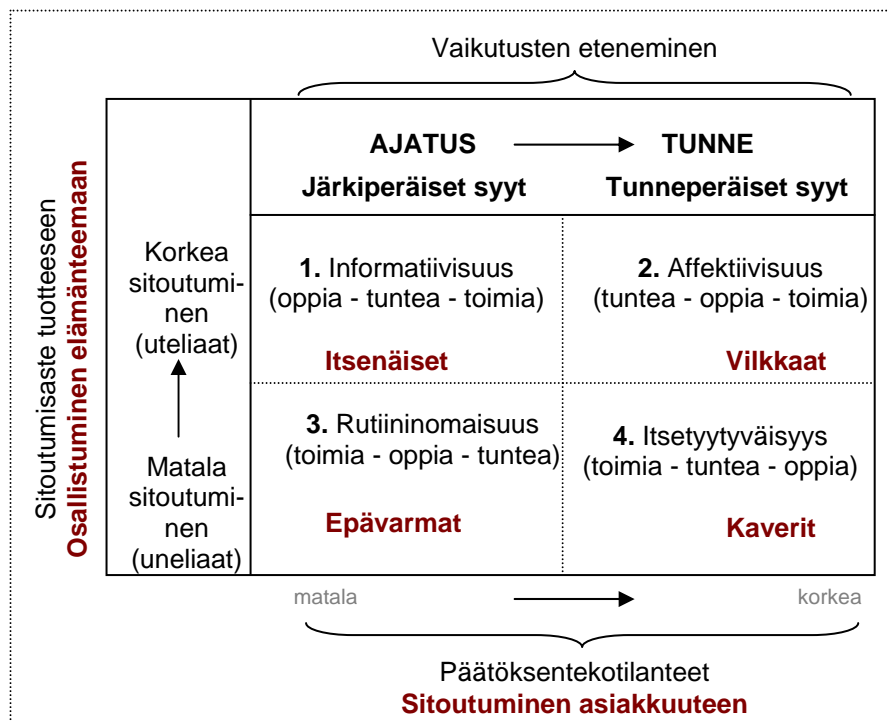 Vaikutusten eteneminen
AJATUS
TUNNE
Järkiperäiset syyt
Tunneperäiset syyt
Sitoutumisaste tuotteeseen
Osallistuminen elämänteemaan
Korkea
sitoutumi-
nen
(uteliaat)
1. Informatiivisuus
(oppia - tuntea - toimia)
Itsenäiset
2. Affektiivisuus
(tuntea - oppia - toimia)
Vilkkaat
Matala
sitoutumi-
nen
(uneliaat)
3. Rutiininomaisuus
(toimia - oppia - tuntea)
Epävarmat
4. Itsetyytyväisyys
(toimia - tuntea - oppia)
Kaverit
matala
korkea
Päätöksentekotilanteet
Sitoutuminen asiakkuuteen